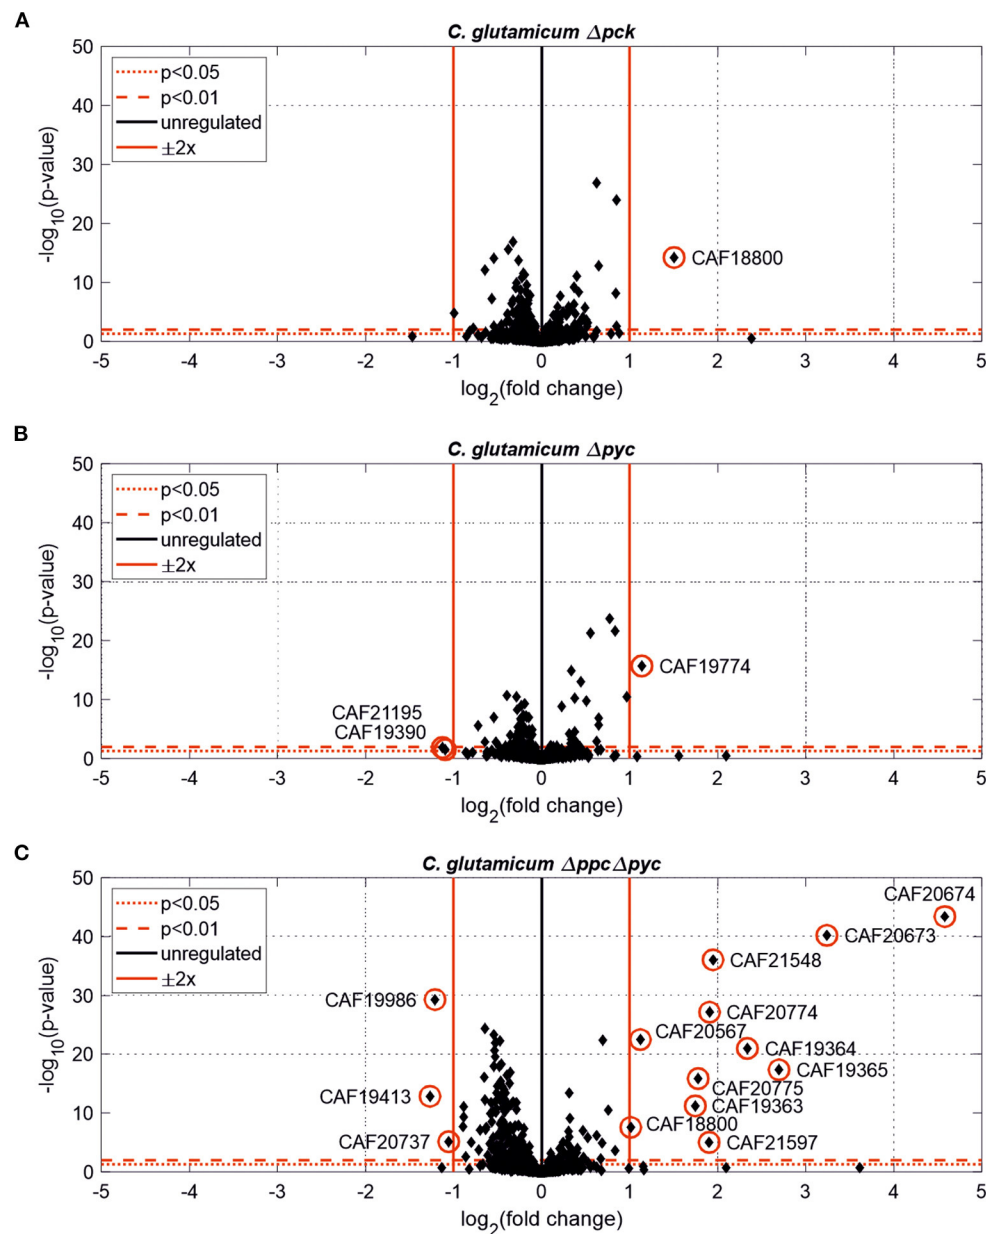 A
C. glutamicum Δpck
p<0.05
p<0.01
unregulated
±2x
50
40
30
20
10
0
-log10(p-value)
CAF18800
-5 -4 -3 -2 -1 0 1 2 3 4 5
log2(fold change)
B
C. glutamicum Δpyc
p<0.05
p<0.01
unregulated
±2x
50
40
30
20
10
0
-log10(p-value)
CAF19774
CAF21195
CAF19390
-5 -4 -3 -2 -1 0 1 2 3 4 5
log2(fold change)
C
C. glutamicum ΔppcΔpyc
p<0.05
p<0.01
unregulated
±2x
50
40
30
20
10
0
-log10(p-value)
CAF20674
CAF20673
CAF21548
CAF19986
CAF20774
CAF20567
CAF19364
CAF19365
CAF20775
CAF19413
CAF19363
CAF18800
CAF20737
CAF21597
-5 -4 -3 -2 -1 0 1 2 3 4 5
log2(fold change)